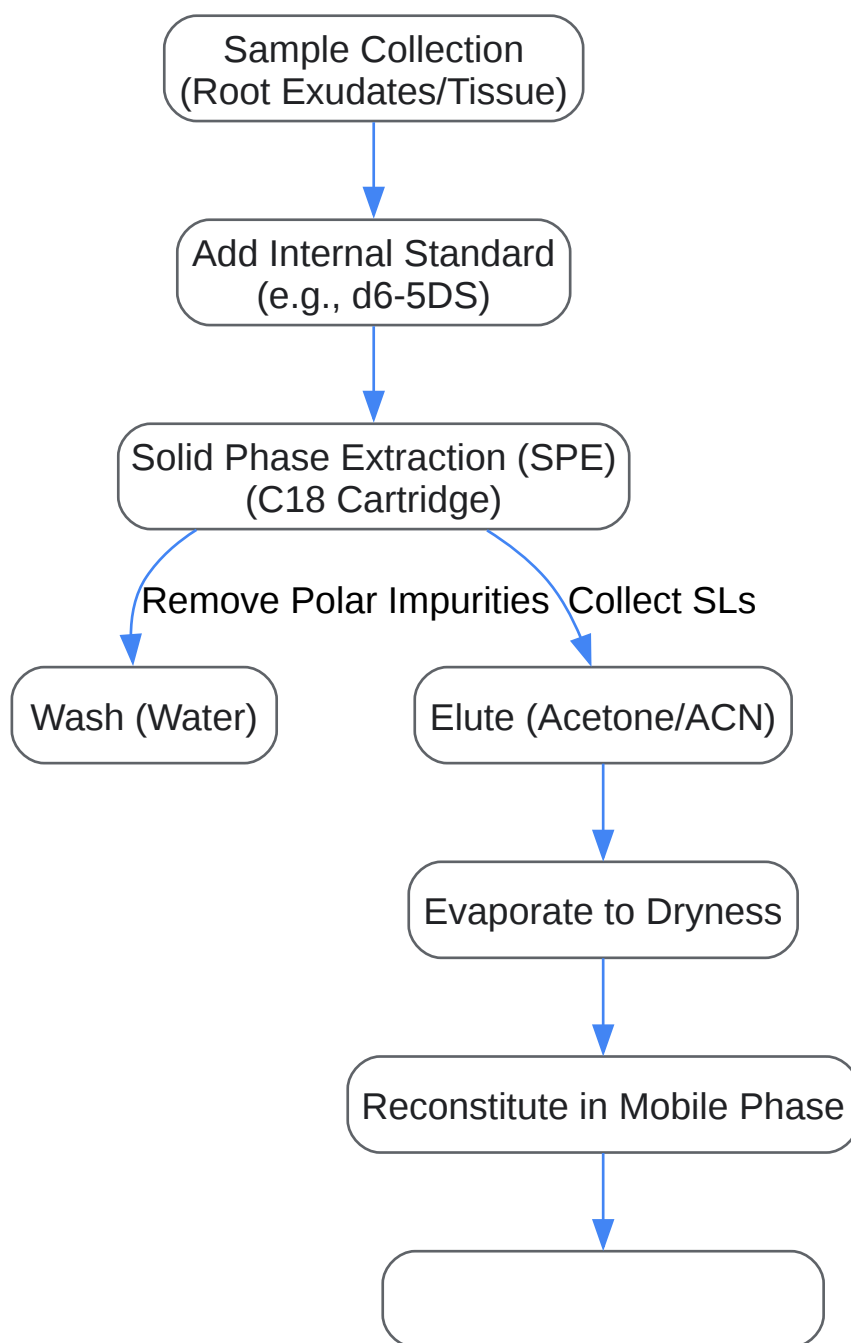 Sample Collection
(Root Exudates/Tissue)
Add Internal Standard
(e.g., d6-5DS)
Solid Phase Extraction (SPE)
(C18 Cartridge)
Remove Polar Impurities
Collect SLs
Wash (Water)
Elute (Acetone/ACN)
Evaporate to Dryness
Reconstitute in Mobile Phase